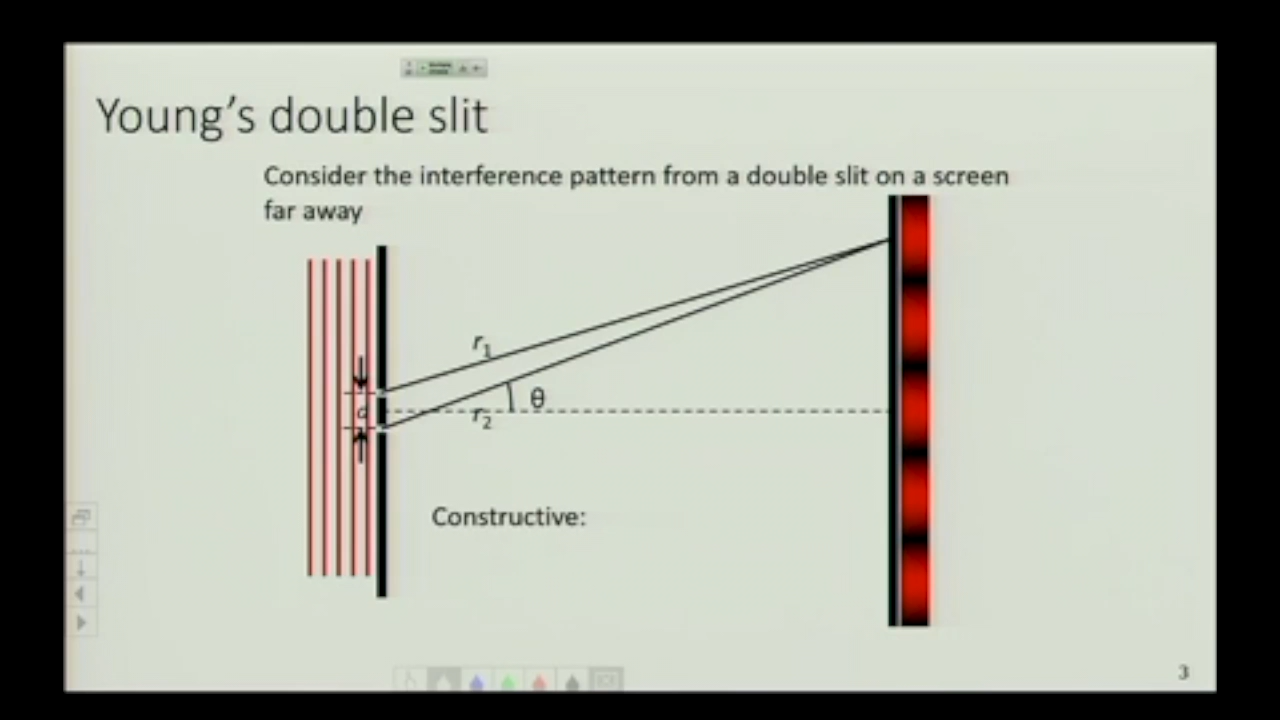 Young's double slit
Consider the interference pattern from a double slit on a screen
far away
r1
d
θ
r2
Constructive:
3